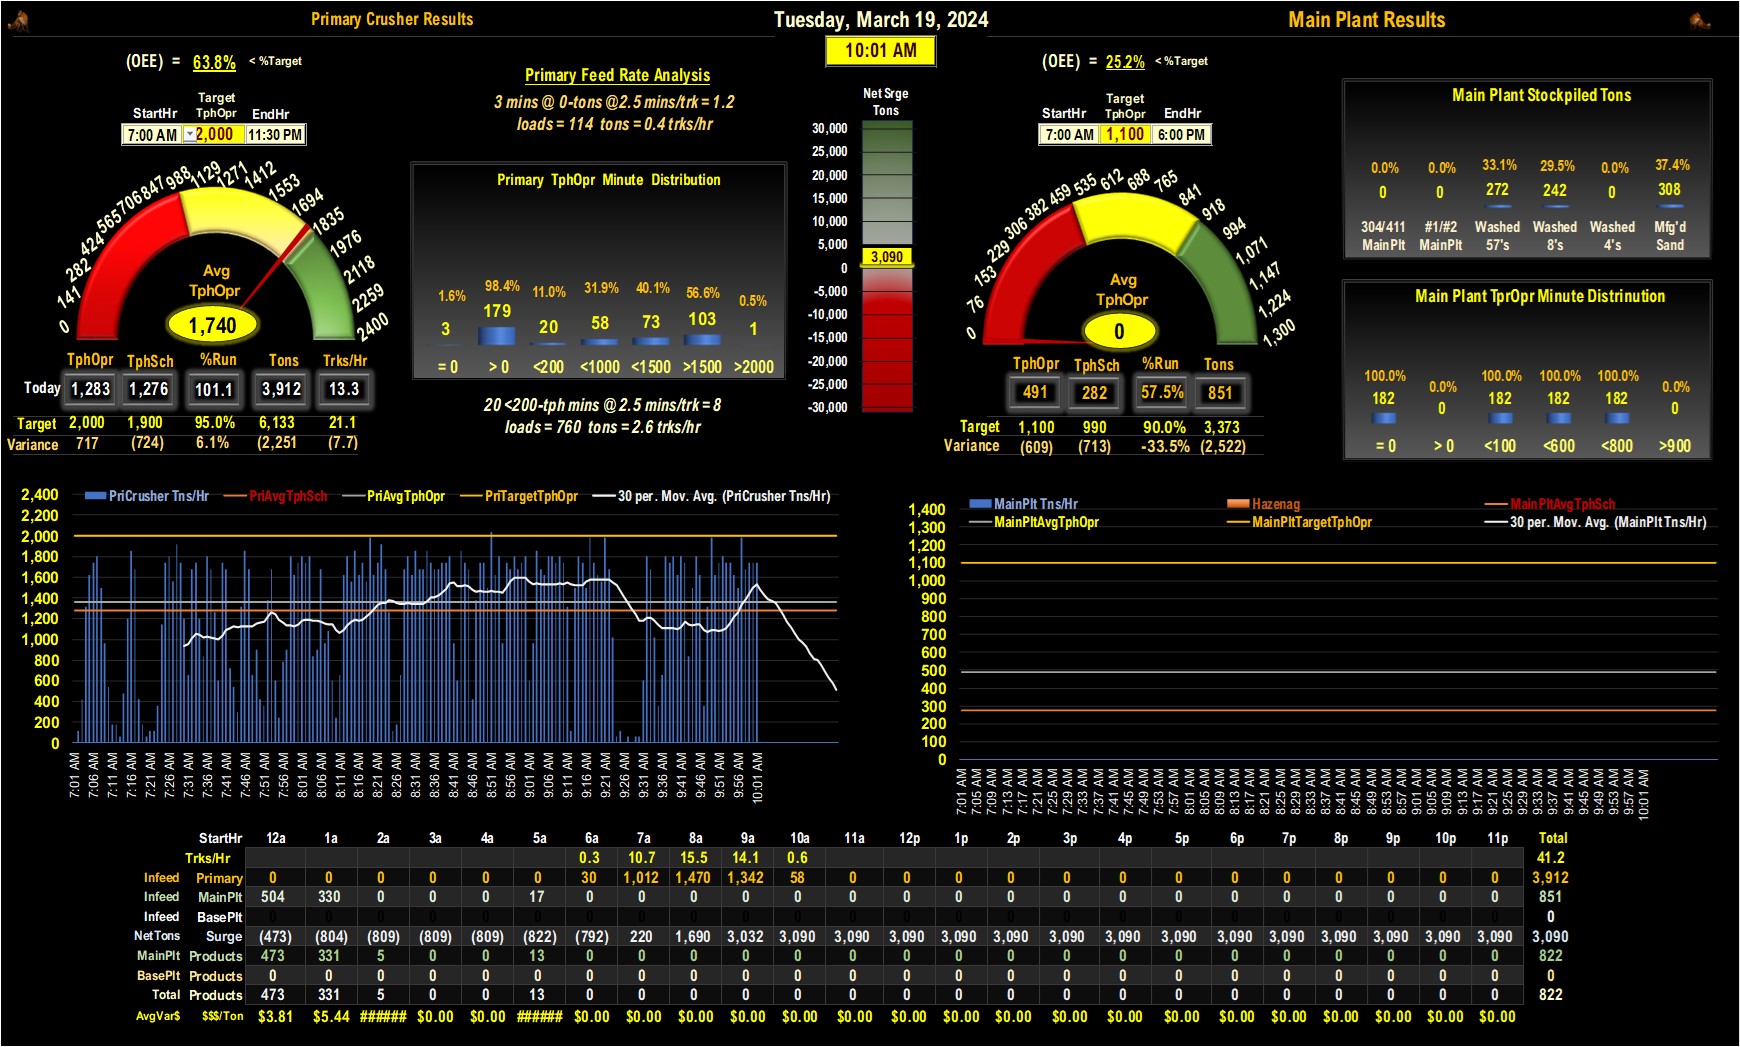 Primary Crusher Results
Tuesday, March 19, 2024
Main Plant Results
10:01 AM
(OEE) = 63.8% < %Target
StartHr Target TphOpr EndHr
7:00 AM 2,000 11:30 PM
0 141 282 424 565 706 847 988 1129 1271 1412 1553 1694 1835 1976 2118 2259 2400
Avg
TphOpr
1,740
TphOpr TphSch %Run Tons Trks/Hr
Today 1,283 1,276 101.1 3,912 13.3
Target 2,000 1,900 95.0% 6,133 21.1
Variance 717 (724) 6.1% (2,251 (7.7)
Primary Feed Rate Analysis
3 mins @ 0-tons @2.5 mins/trk = 1.2
loads = 114 tons = 0.4 trks/hr
Primary TphOpr Minute Distribution
1.6% 98.4% 11.0% 31.9% 40.1% 56.6% 0.5%
3 179 20 58 73 103 1
= 0 > 0 <200 <1000 <1500 >1500 >2000
20 <200-tph mins @ 2.5 mins/trk = 8
loads = 760 tons = 2.6 trks/hr
Net Srge
Tons
30,000
25,000
20,000
15,000
10,000
5,000
3,090
0
-5,000
-10,000
-15,000
-20,000
-25,000
-30,000
(OEE) = 25.2% < %Target
StartHr Target TphOpr EndHr
7:00 AM 1,100 6:00 PM
0 76 153 229 306 382 459 535 612 688 765 841 918 994 1,071 1,147 1,224 1,300
Avg
TphOpr
0
TphOpr TphSch %Run Tons
491 282 57.5% 851
Target 1,100 990 90.0% 3,373
Variance (609) (713) -33.5% (2,522)
Main Plant Stockpiled Tons
0.0% 0.0% 33.1% 29.5% 0.0% 37.4%
0 0 272 242 0 308
304/411 #1/#2 Washed Washed Washed Mfg'd
MainPlt MainPlt 57's 8's 4's Sand
Main Plant TprOpr Minute Distrinution
100.0% 0.0% 100.0% 100.0% 100.0% 0.0%
182 0 182 182 182 0
= 0 > 0 <100 <600 <800 >900
PriCrusher Tns/Hr PriAvgTphSch PriAvgTphOpr PriTargetTphOpr 30 per. Mov. Avg. (PriCrusher Tns/Hr)
2,400
2,200
2,000
1,800
1,600
1,400
1,200
1,000
800
600
400
200
0
7:01 AM 7:06 AM 7:11 AM 7:16 AM 7:21 AM 7:26 AM 7:31 AM 7:36 AM 7:41 AM 7:46 AM 7:51 AM 7:56 AM 8:01 AM 8:06 AM 8:11 AM 8:16 AM 8:21 AM 8:26 AM 8:31 AM 8:36 AM 8:41 AM 8:46 AM 8:51 AM 8:56 AM 9:01 AM 9:06 AM 9:11 AM 9:16 AM 9:21 AM 9:26 AM 9:31 AM 9:36 AM 9:41 AM 9:46 AM 9:51 AM 9:56 AM 10:01 AM
MainPlt Tns/Hr Hazenag MainPltAvgTphSch
MainPltAvgTphOpr MainPltTargetTphOpr 30 per. Mov. Avg. (MainPlt Tns/Hr)
1,400
1,300
1,200
1,100
1,000
900
800
700
600
500
400
300
200
100
0
7:01 AM 7:05 AM 7:09 AM 7:13 AM 7:17 AM 7:21 AM 7:25 AM 7:29 AM 7:33 AM 7:37 AM 7:41 AM 7:45 AM 7:49 AM 7:53 AM 7:57 AM 8:01 AM 8:05 AM 8:09 AM 8:13 AM 8:17 AM 8:21 AM 8:25 AM 8:29 AM 8:33 AM 8:37 AM 8:41 AM 8:45 AM 8:49 AM 8:53 AM 8:57 AM 9:01 AM 9:05 AM 9:09 AM 9:13 AM 9:17 AM 9:21 AM 9:25 AM 9:29 AM 9:33 AM 9:37 AM 9:41 AM 9:45 AM 9:49 AM 9:53 AM 9:57 AM 10:01 AM
StartHr 12a 1a 2a 3a 4a 5a 6a 7a 8a 9a 10a 11a 12p 1p 2p 3p 4p 5p 6p 7p 8p 9p 10p 11p Total
Trks/Hr 0.3 10.7 15.5 14.1 0.6 41.2
Infeed Primary 0 0 0 0 0 0 30 1,012 1,470 1,342 58 0 0 0 0 0 0 0 0 0 0 0 0 0 3,912
Infeed MainPlt 504 330 0 0 0 17 0 0 0 0 0 0 0 0 0 0 0 0 0 0 0 0 0 0 851
Infeed BasePlt 0 0 0 0 0 0 0 0 0 0 0 0 0 0 0 0 0 0 0 0 0 0 0 0 0
NetTons Surge (473) (804) (809) (809) (809) (822) (792) 220 1,690 3,032 3,090 3,090 3,090 3,090 3,090 3,090 3,090 3,090 3,090 3,090 3,090 3,090 3,090 3,090 3,090
MainPlt Products 473 331 5 0 0 13 0 0 0 0 0 0 0 0 0 0 0 0 0 0 0 0 0 0 822
BasePlt Products 0 0 0 0 0 0 0 0 0 0 0 0 0 0 0 0 0 0 0 0 0 0 0 0 0
Total Products 473 331 5 0 0 13 0 0 0 0 0 0 0 0 0 0 0 0 0 0 0 0 0 0 822
AvgVar$ $$$/Ton $3.81 $5.44 ###### $0.00 $0.00 ###### $0.00 $0.00 $0.00 $0.00 $0.00 $0.00 $0.00 $0.00 $0.00 $0.00 $0.00 $0.00 $0.00 $0.00 $0.00 $0.00 $0.00 $0.00